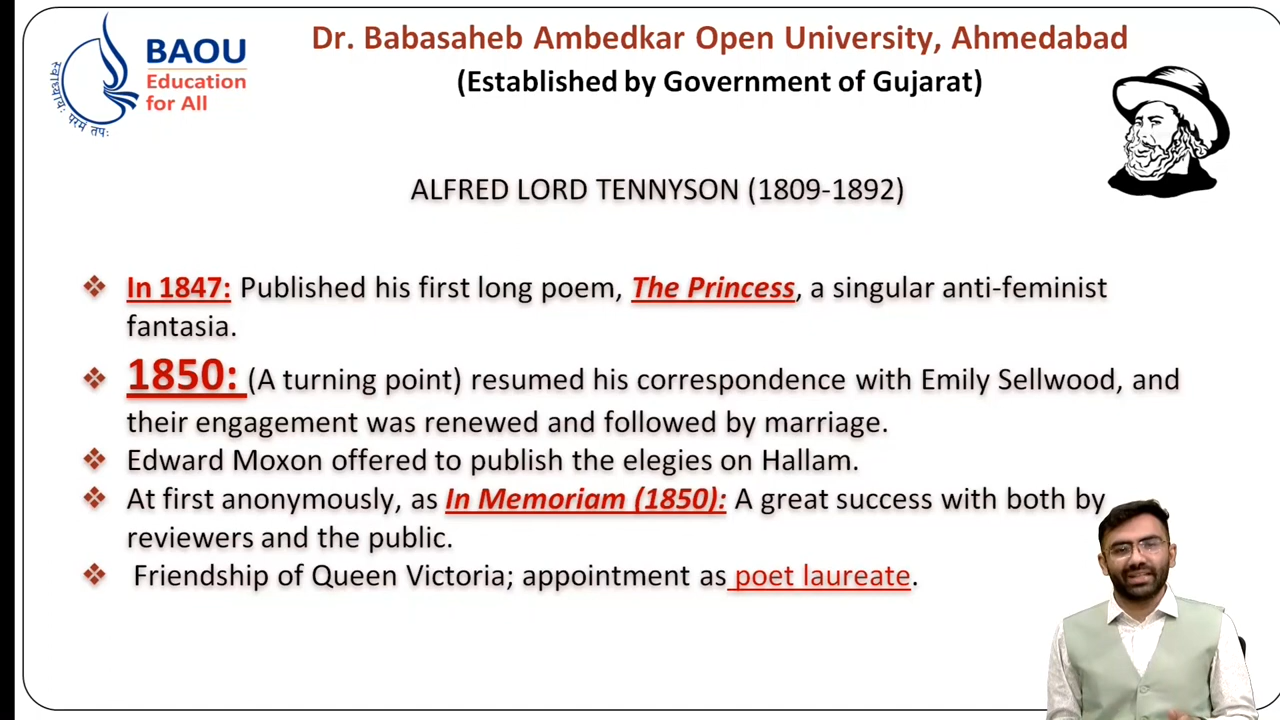 BAOU
Education
for All
स्वाध्यायः परमं तपः
Dr. Babasaheb Ambedkar Open University, Ahmedabad
(Established by Government of Gujarat)
ALFRED LORD TENNYSON (1809-1892)
❖ In 1847: Published his first long poem, The Princess, a singular anti-feminist
fantasia.
❖ 1850: (A turning point) resumed his correspondence with Emily Sellwood, and
their engagement was renewed and followed by marriage.
❖ Edward Moxon offered to publish the elegies on Hallam.
❖ At first anonymously, as In Memoriam (1850): A great success with both by
reviewers and the public.
❖ Friendship of Queen Victoria; appointment as poet laureate.